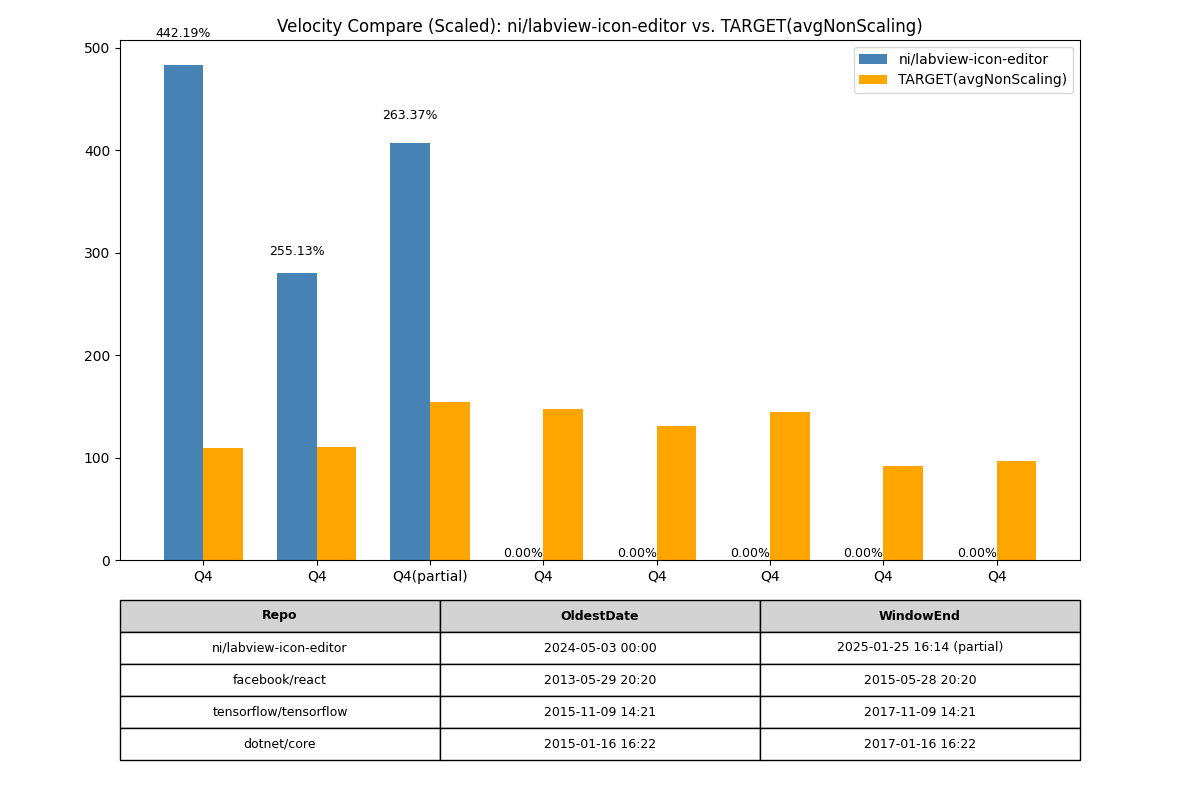 Velocity Compare (Scaled): ni/labview-icon-editor vs. TARGET(avgNonScaling)
442.19%
ni/labview-icon-editor
TARGET(avgNonScaling)
263.37%
255.13%
500
400
300
200
100
0
0.00% 0.00% 0.00% 0.00% 0.00%
Q4 Q4 Q4(partial) Q4 Q4 Q4 Q4 Q4
Repo OldestDate WindowEnd
ni/labview-icon-editor 2024-05-03 00:00 2025-01-25 16:14 (partial)
facebook/react 2013-05-29 20:20 2015-05-28 20:20
tensorflow/tensorflow 2015-11-09 14:21 2017-11-09 14:21
dotnet/core 2015-01-16 16:22 2017-01-16 16:22